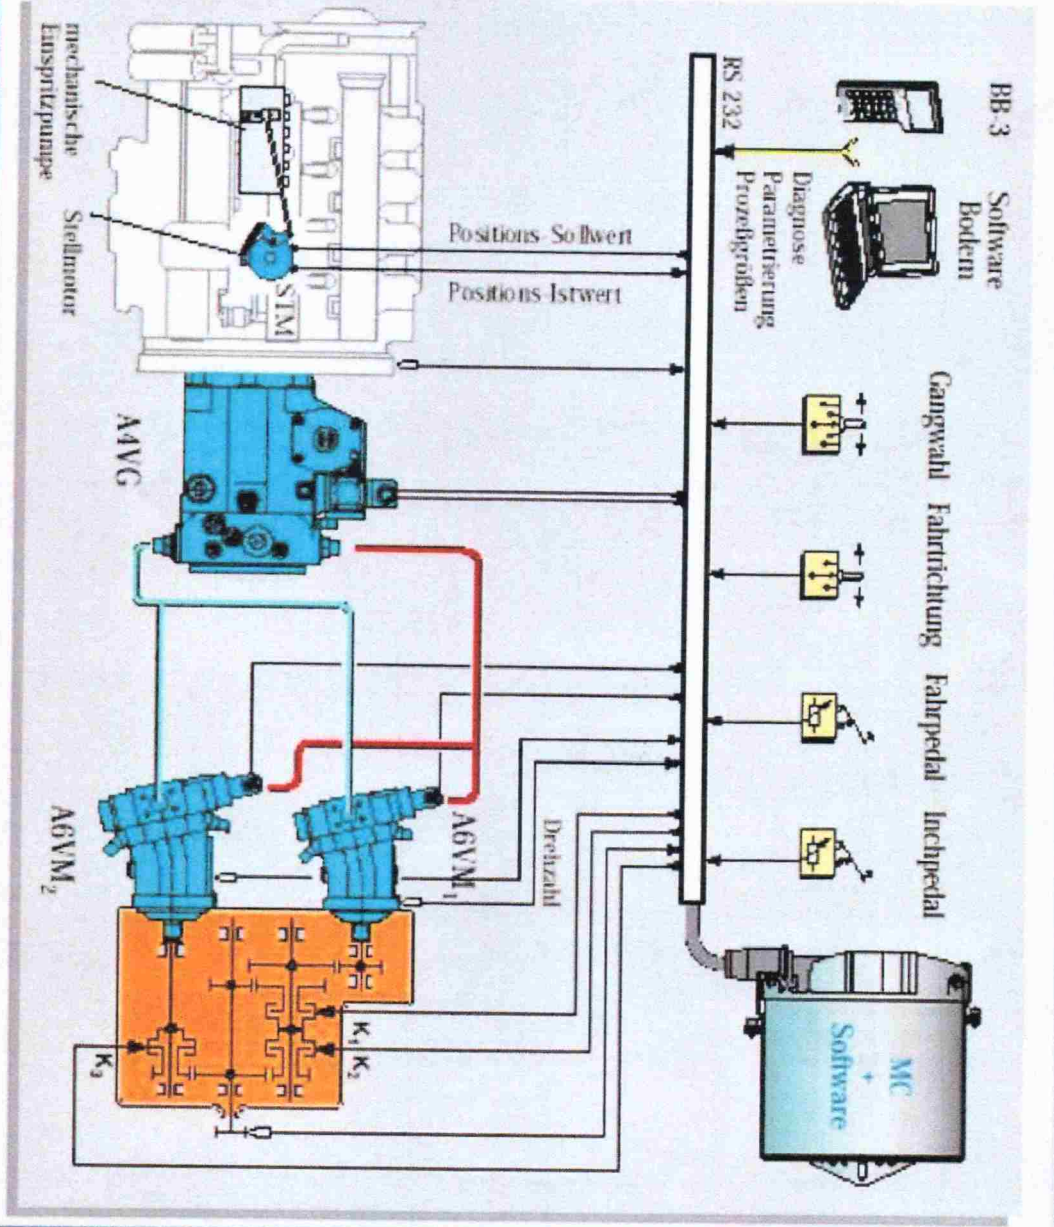 BB-3
Software
Bodem
Gangwahl
Fahrtrichtung
Fahrpedal
Inchpedal
RS 232
Diagnose
Parametrierung
Prozeßgrößen
MC
+
Software
Positions-Sollwert
Positions-Istwert
mechanische
Einspritzpumpe
Stellmotor
STM
A4VG
Drehzahl
A6VM1
A6VM2
K1
K2
K3